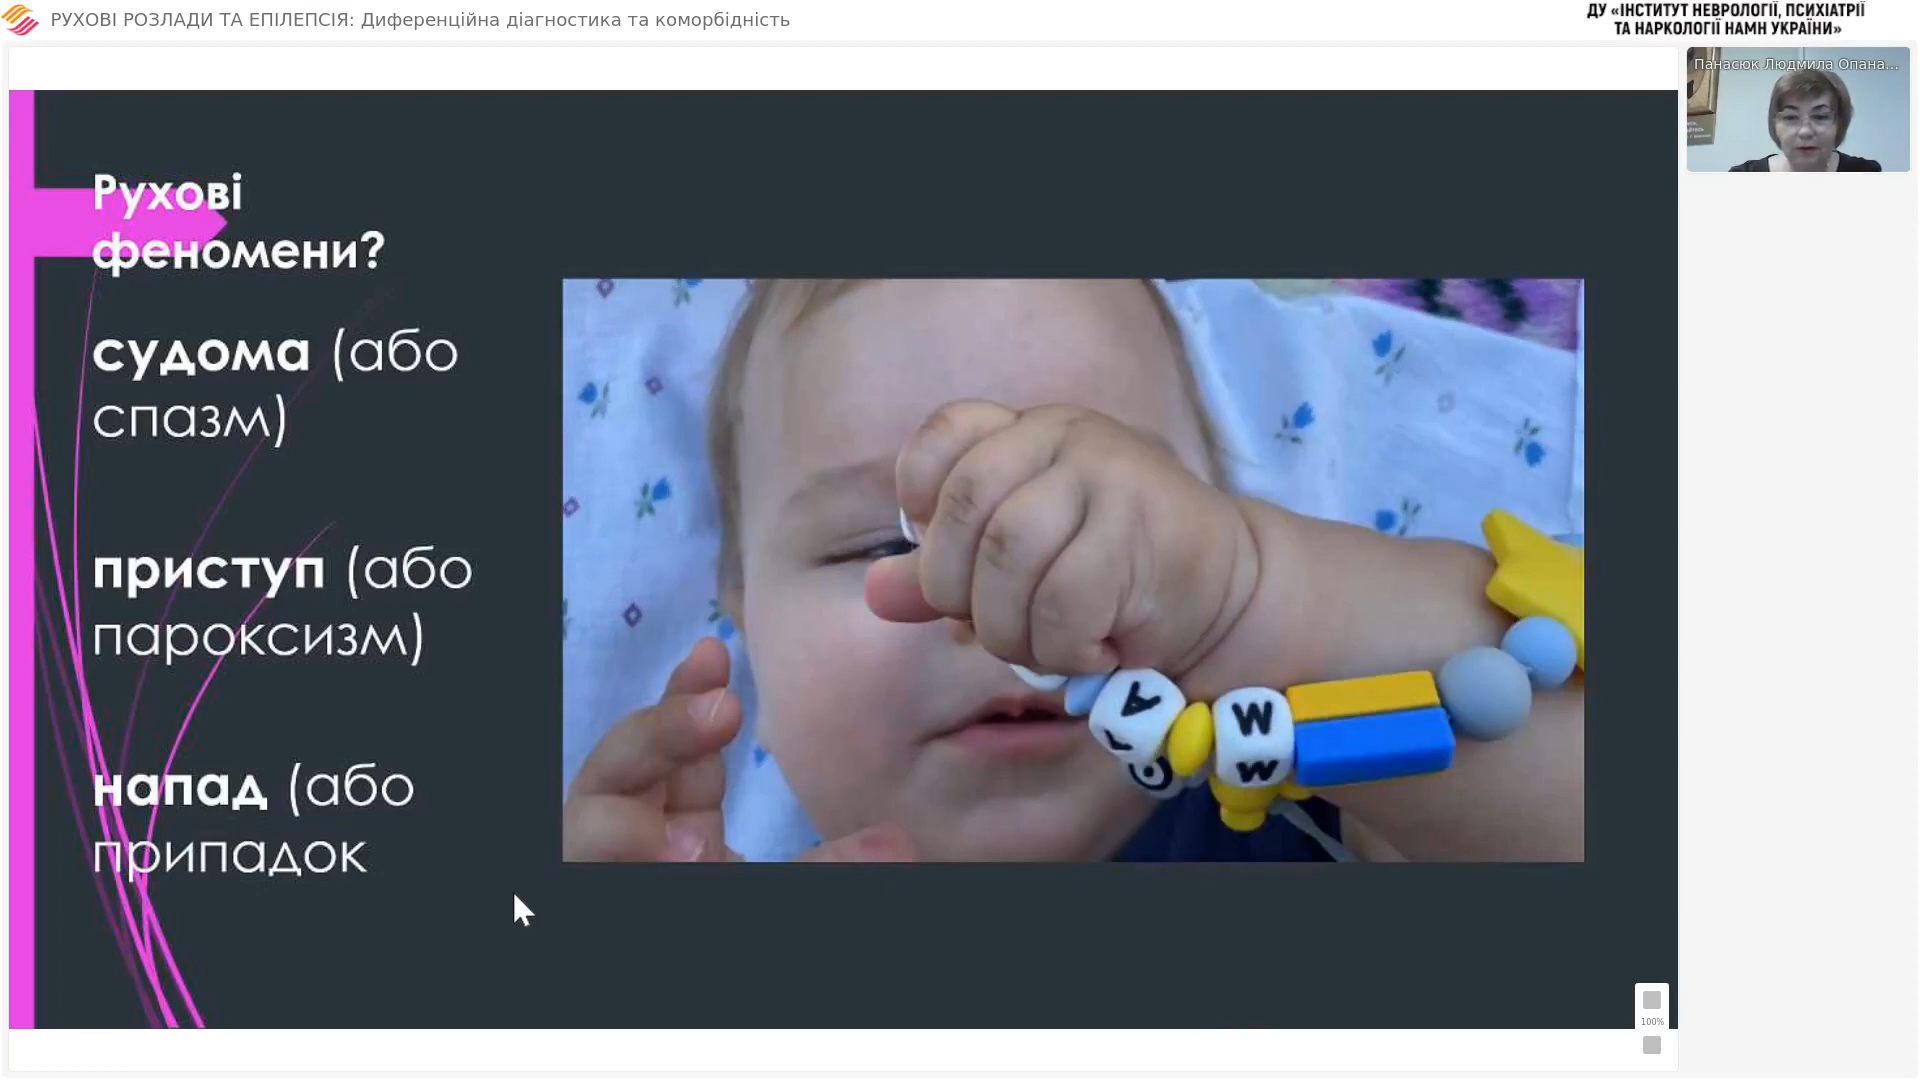 РУХОВІ РОЗЛАДИ ТА ЕПІЛЕПСІЯ: Диференційна діагностика та коморбідність
ДУ «ІНСТИТУТ НЕВРОЛОГІЇ, ПСИХІАТРІЇ
ТА НАРКОЛОГІЇ НАМН УКРАЇНИ»
Панасюк Людмила Опана...
Рухові
феномени?
судома (або
спазм)
приступ (або
пароксизм)
напад (або
припадок
A
W
W
100%